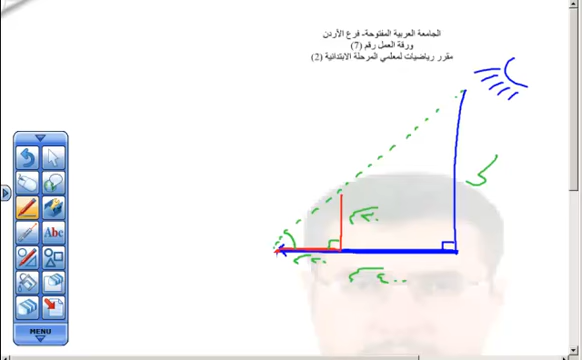 الجامعة العربية المفتوحة- فرع الأردن
ورقة العمل رقم (7)
مقرر رياضيات لمعلمي المرحلة الابتدائية (2)
Abc
MENU